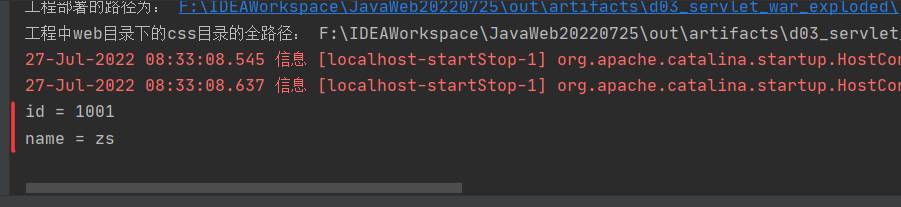 工程部署的路径为: F:\IDEAWorkspace\JavaWeb20220725\out\artifacts\d03_servlet_war_exploded\
工程中web目录下的css目录的全路径: F:\IDEAWorkspace\JavaWeb20220725\out\artifacts\d03_servlet_
27-Jul-2022 08:33:08.545 信息 [localhost-startStop-1] org.apache.catalina.startup.HostCon
27-Jul-2022 08:33:08.637 信息 [localhost-startStop-1] org.apache.catalina.startup.HostCon
id = 1001
name = zs